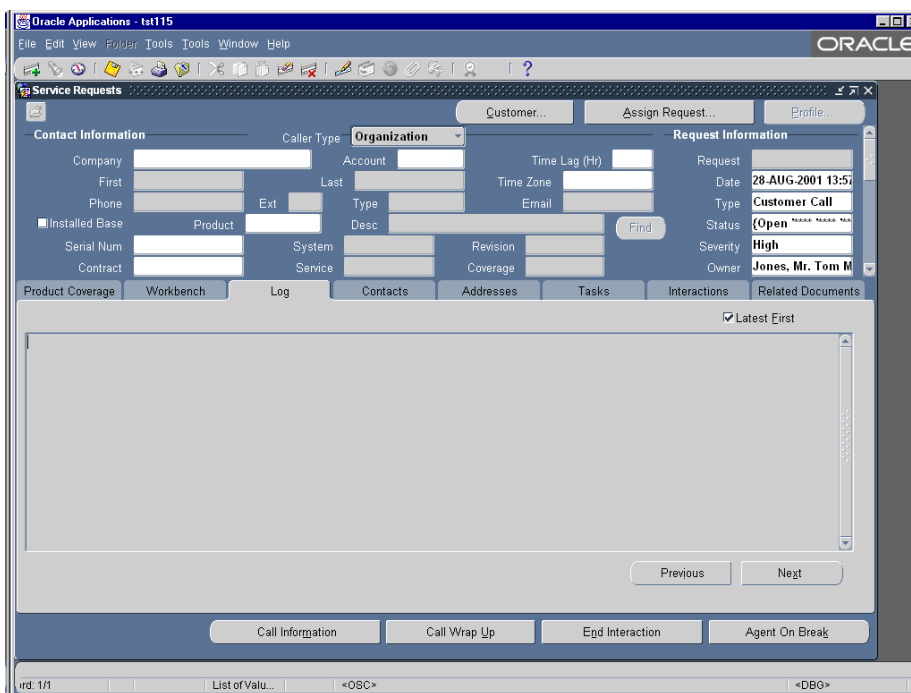 Oracle Applications - tst115
File Edit View Folder Tools Tools Window Help
ORACLE
Service Requests
Customer... Assign Request... Profile...
Contact Information Caller Type Organization Request Information
Company Account Time Lag (Hr) Request
First Last Time Zone Date 28-AUG-2001 13:57
Phone Ext Type Email Type Customer Call
Installed Base Product Desc Find Status {Open **** **** ***
Serial Num System Revision Severity High
Contract Service Coverage Owner Jones, Mr. Tom M
Product Coverage Workbench Log Contacts Addresses Tasks Interactions Related Documents
Latest First
Previous Next
Call Information Call Wrap Up End Interaction Agent On Break
ord: 1/1 List of Valu... <OSC> <DBG>